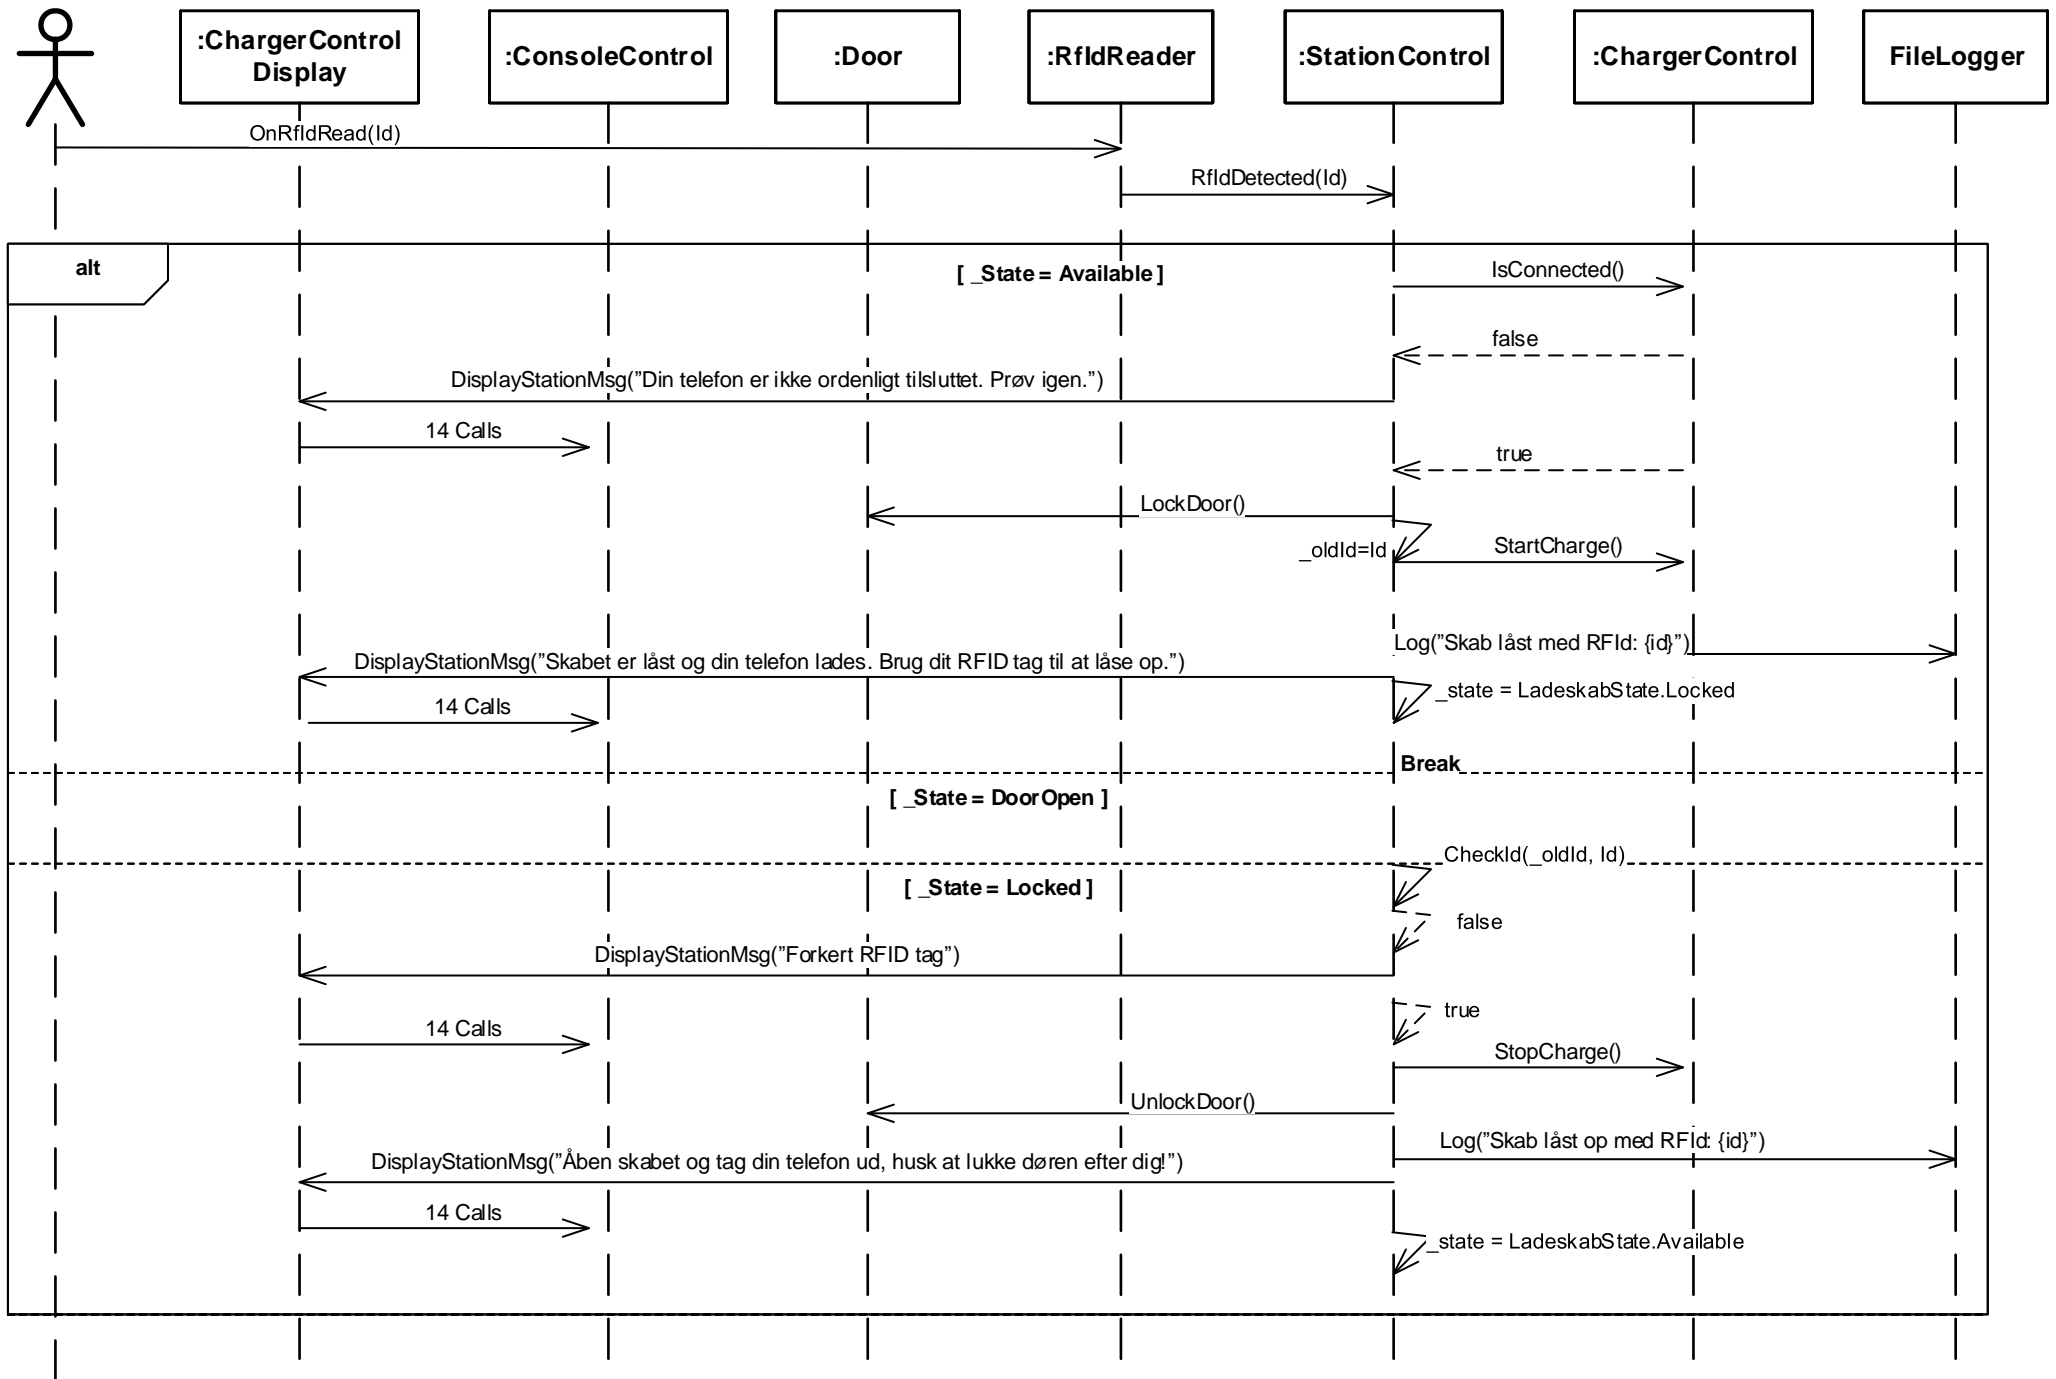 :ChargerControl
Display
:ConsoleControl
:Door
:RfIdReader
:StationControl
:ChargerControl
FileLogger
OnRfIdRead(Id)
RfIdDetected(Id)
alt
[ _State = Available ]
IsConnected()
false
DisplayStationMsg(”Din telefon er ikke ordenligt tilsluttet. Prøv igen.”)
14 Calls
true
LockDoor()
_oldId=Id
StartCharge()
Log(”Skab låst med RFId: {id}”)
DisplayStationMsg(”Skabet er låst og din telefon lades. Brug dit RFID tag til at låse op.”)
_state = LadeskabState.Locked
14 Calls
Break
[ _State = DoorOpen ]
CheckId(_oldId, Id)
[ _State = Locked ]
false
DisplayStationMsg(”Forkert RFID tag”)
true
14 Calls
StopCharge()
UnlockDoor()
Log(”Skab låst op med RFId: {id}”)
DisplayStationMsg(”Åben skabet og tag din telefon ud, husk at lukke døren efter dig!”)
14 Calls
_state = LadeskabState.Available